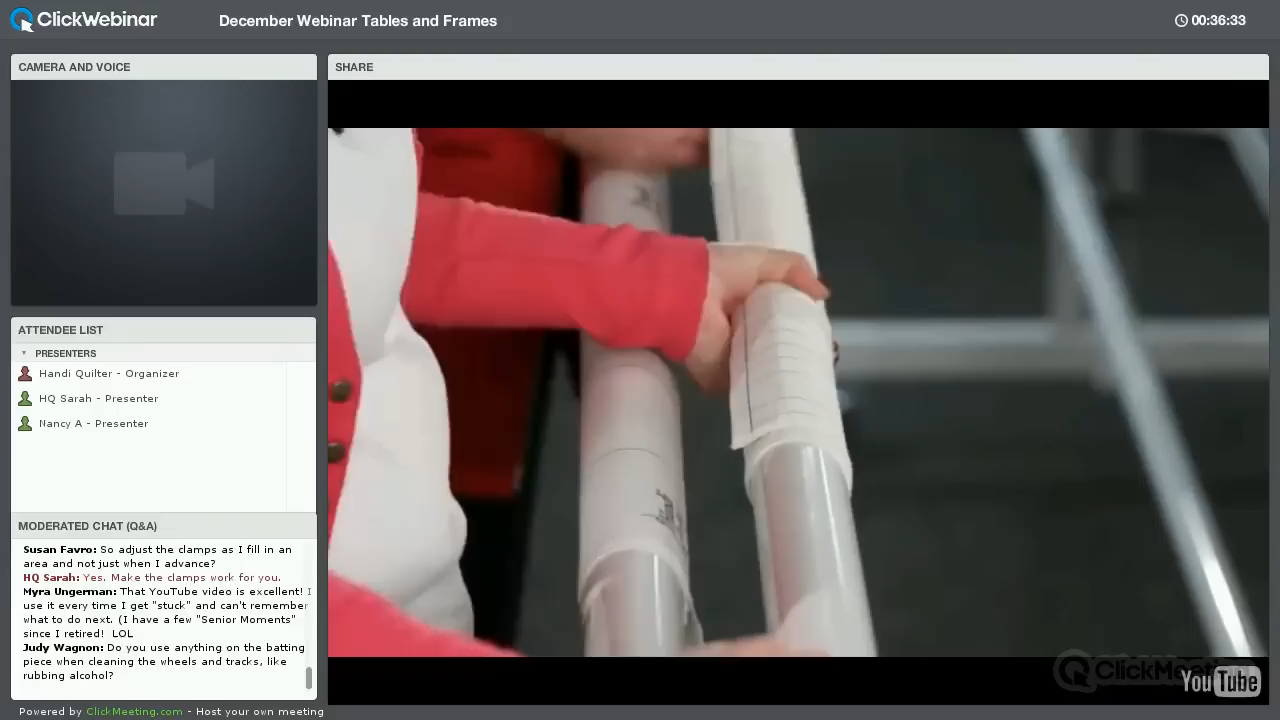 ClickWebinar
December Webinar Tables and Frames
00:36:33
CAMERA AND VOICE
SHARE
ATTENDEE LIST
PRESENTERS
Handi Quilter - Organizer
HQ Sarah - Presenter
Nancy A - Presenter
MODERATED CHAT (Q&A)
Susan Favro: So adjust the clamps as I fill in an
area and not just when I advance?
HQ Sarah: Yes. Make the clamps work for you.
Myra Ungerman: That YouTube video is excellent! I
use it every time I get "stuck" and can't remember
what to do next. (I have a few "Senior Moments"
since I retired! LOL
Judy Wagnon: Do you use anything on the batting
piece when cleaning the wheels and tracks, like
rubbing alcohol?
ClickMeeting
YouTube
Powered by ClickMeeting.com - Host your own meeting